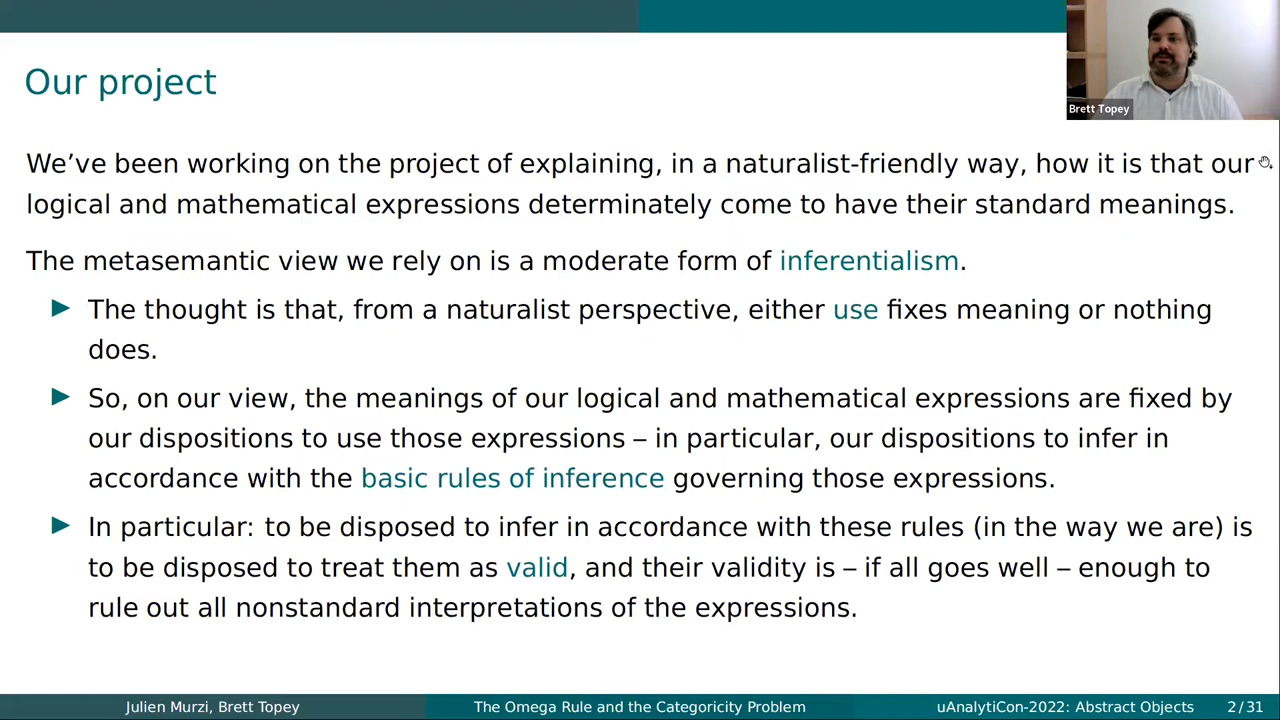 Our project
Brett Topey
We’ve been working on the project of explaining, in a naturalist-friendly way, how it is that our
logical and mathematical expressions determinately come to have their standard meanings.
The metasemantic view we rely on is a moderate form of inferentialism.
The thought is that, from a naturalist perspective, either use fixes meaning or nothing
does.
So, on our view, the meanings of our logical and mathematical expressions are fixed by
our dispositions to use those expressions – in particular, our dispositions to infer in
accordance with the basic rules of inference governing those expressions.
In particular: to be disposed to infer in accordance with these rules (in the way we are) is
to be disposed to treat them as valid, and their validity is – if all goes well – enough to
rule out all nonstandard interpretations of the expressions.
Julien Murzi, Brett Topey
The Omega Rule and the Categoricity Problem
uAnalytiCon-2022: Abstract Objects
2 / 31